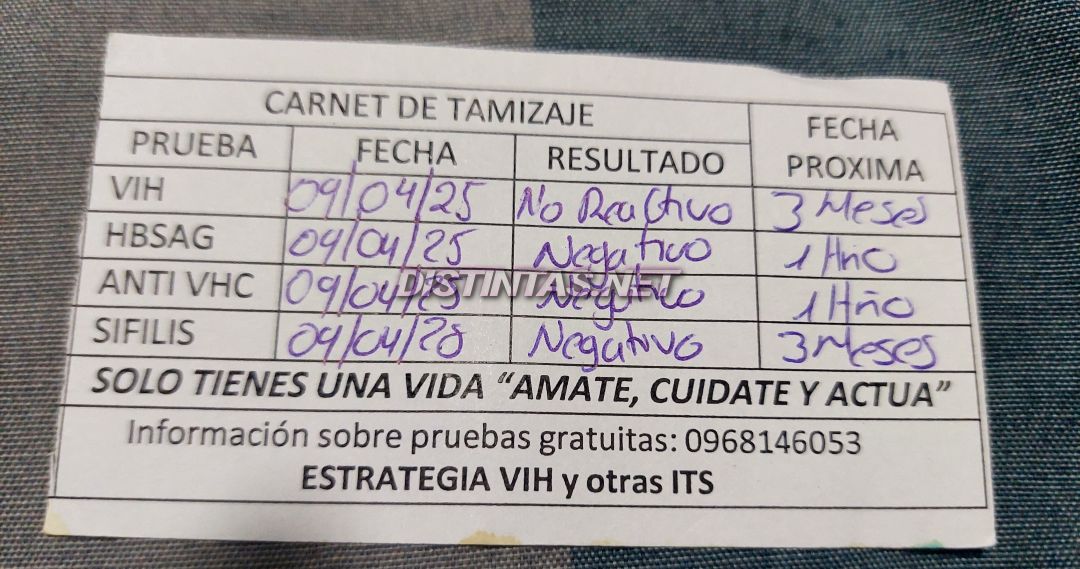 CARNET DE TAMIZAJE FECHA PROXIMA
PRUEBA FECHA RESULTADO
VIH 09/04/25 No Reactivo 3 Meses
HBSAG 09/04/25 Negativo 1 Año
ANTI VHC 09/04/25 Negativo 1 Año
DISTINTAS.NET
SIFILIS 09/04/25 Negativo 3 Meses
SOLO TIENES UNA VIDA “AMATE, CUIDATE Y ACTUA”
Información sobre pruebas gratuitas: 0968146053
ESTRATEGIA VIH y otras ITS